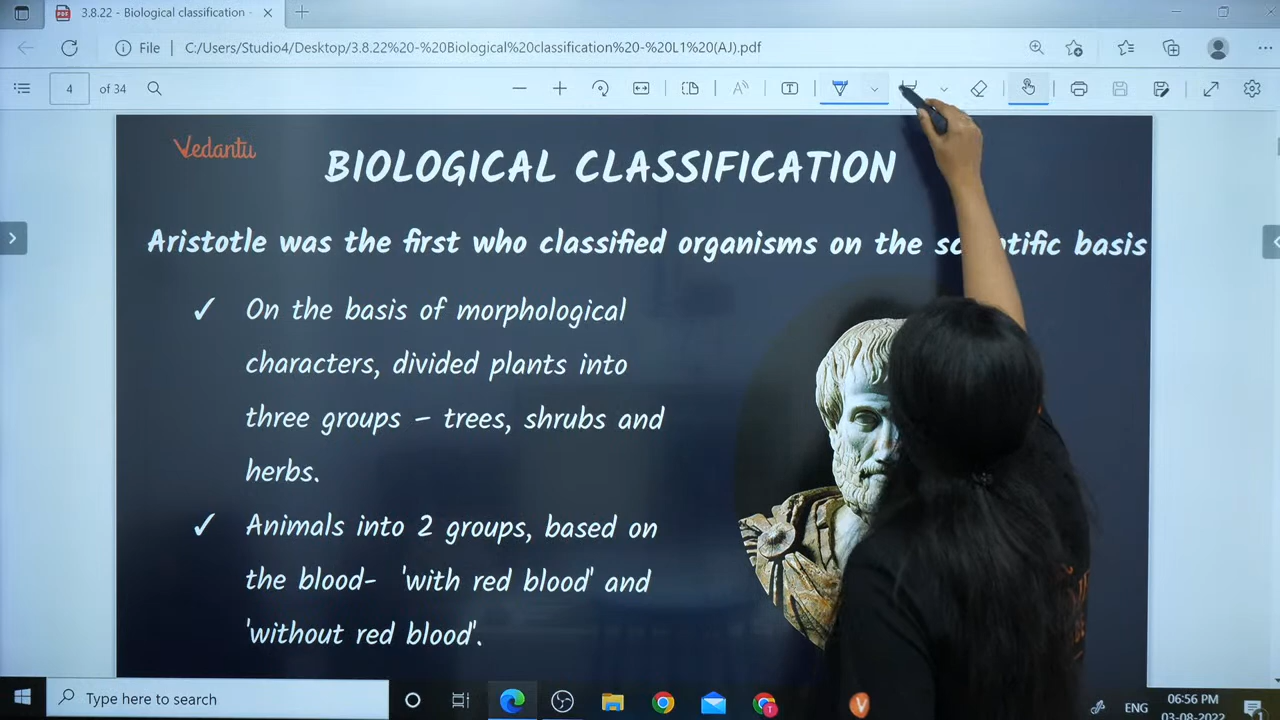 3.8.22 - Biological classification -
File
C:/Users/Studio4/Desktop/3.8.22%20-%20Biological%20classification%20-%20L1%20(AJ).pdf
4 of 34
Vedantu
BIOLOGICAL CLASSIFICATION
Aristotle was the first who classified organisms on the basis
✓ On the basis of morphological
characters, divided plants into
three groups – trees, shrubs and
herbs.
✓ Animals into 2 groups, based on
the blood- 'with red blood' and
'without red blood'.
Type here to search
ENG
06:56 PM
03-08-2022